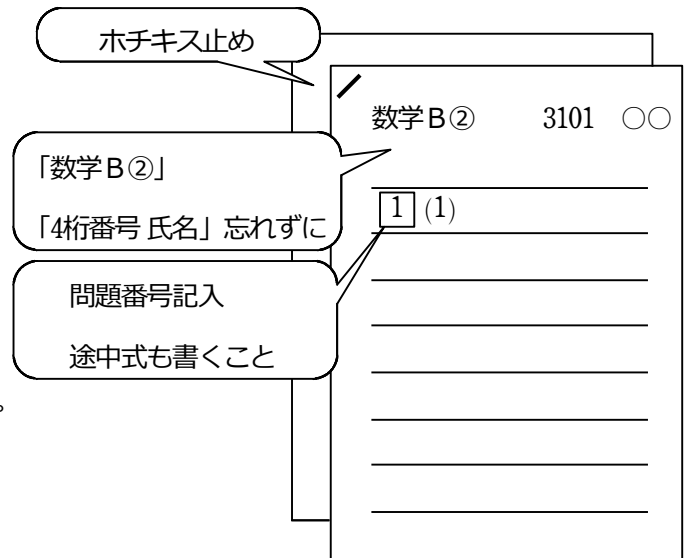 ホチキス止め
数学B② 3101 ○○
「数学B②」
「4桁番号 氏名」忘れずに
1 (1)
問題番号記入
途中式も書くこと
。